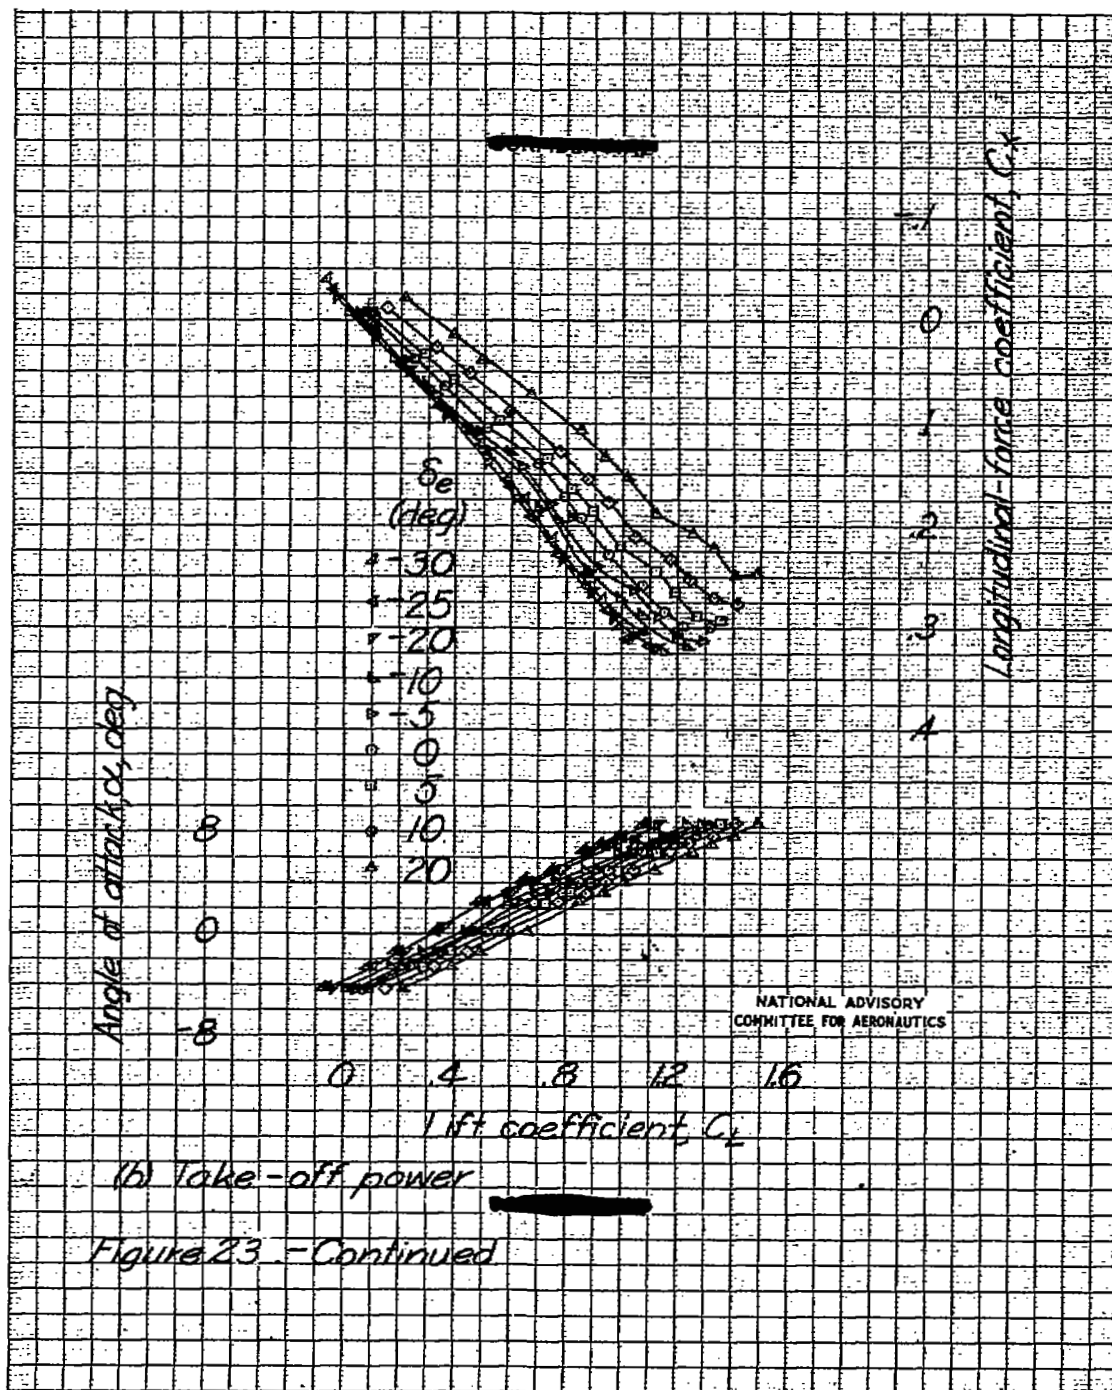 Longitudinal-force coefficient, Cx
-.1
0
.1
.2
.3
.4
δe
(deg)
-30
-25
-20
-10
-5
0
5
10
20
Angle of attack, α, deg
8
0
-8
NATIONAL ADVISORY
COMMITTEE FOR AERONAUTICS
0 .4 .8 1.2 1.6
Lift coefficient, CL
(b) Take-off power
Figure 23.-Continued